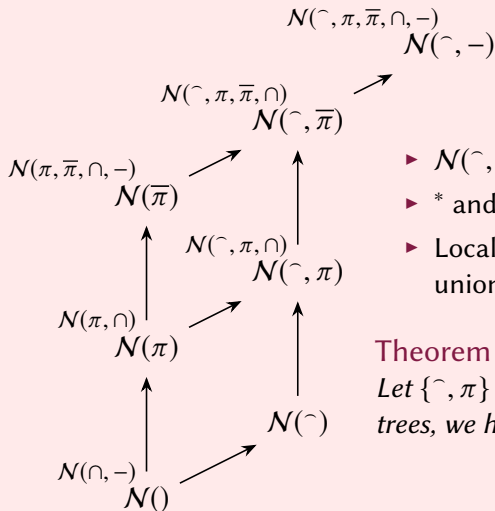 𝒩(⌢, π, π̅, ∩, −)
𝒩(⌢, −)
𝒩(⌢, π, π̅, ∩)
𝒩(⌢, π̅)
𝒩(π, π̅, ∩, −)
𝒩(π̅)
▸ 𝒩(⌢,
▸ * and
▸ Local
union
𝒩(⌢, π, ∩)
𝒩(⌢, π)
𝒩(π, ∩)
𝒩(π)
Theorem
Let {⌢, π}
trees, we h
𝒩(⌢)
𝒩(∩, −)
𝒩()